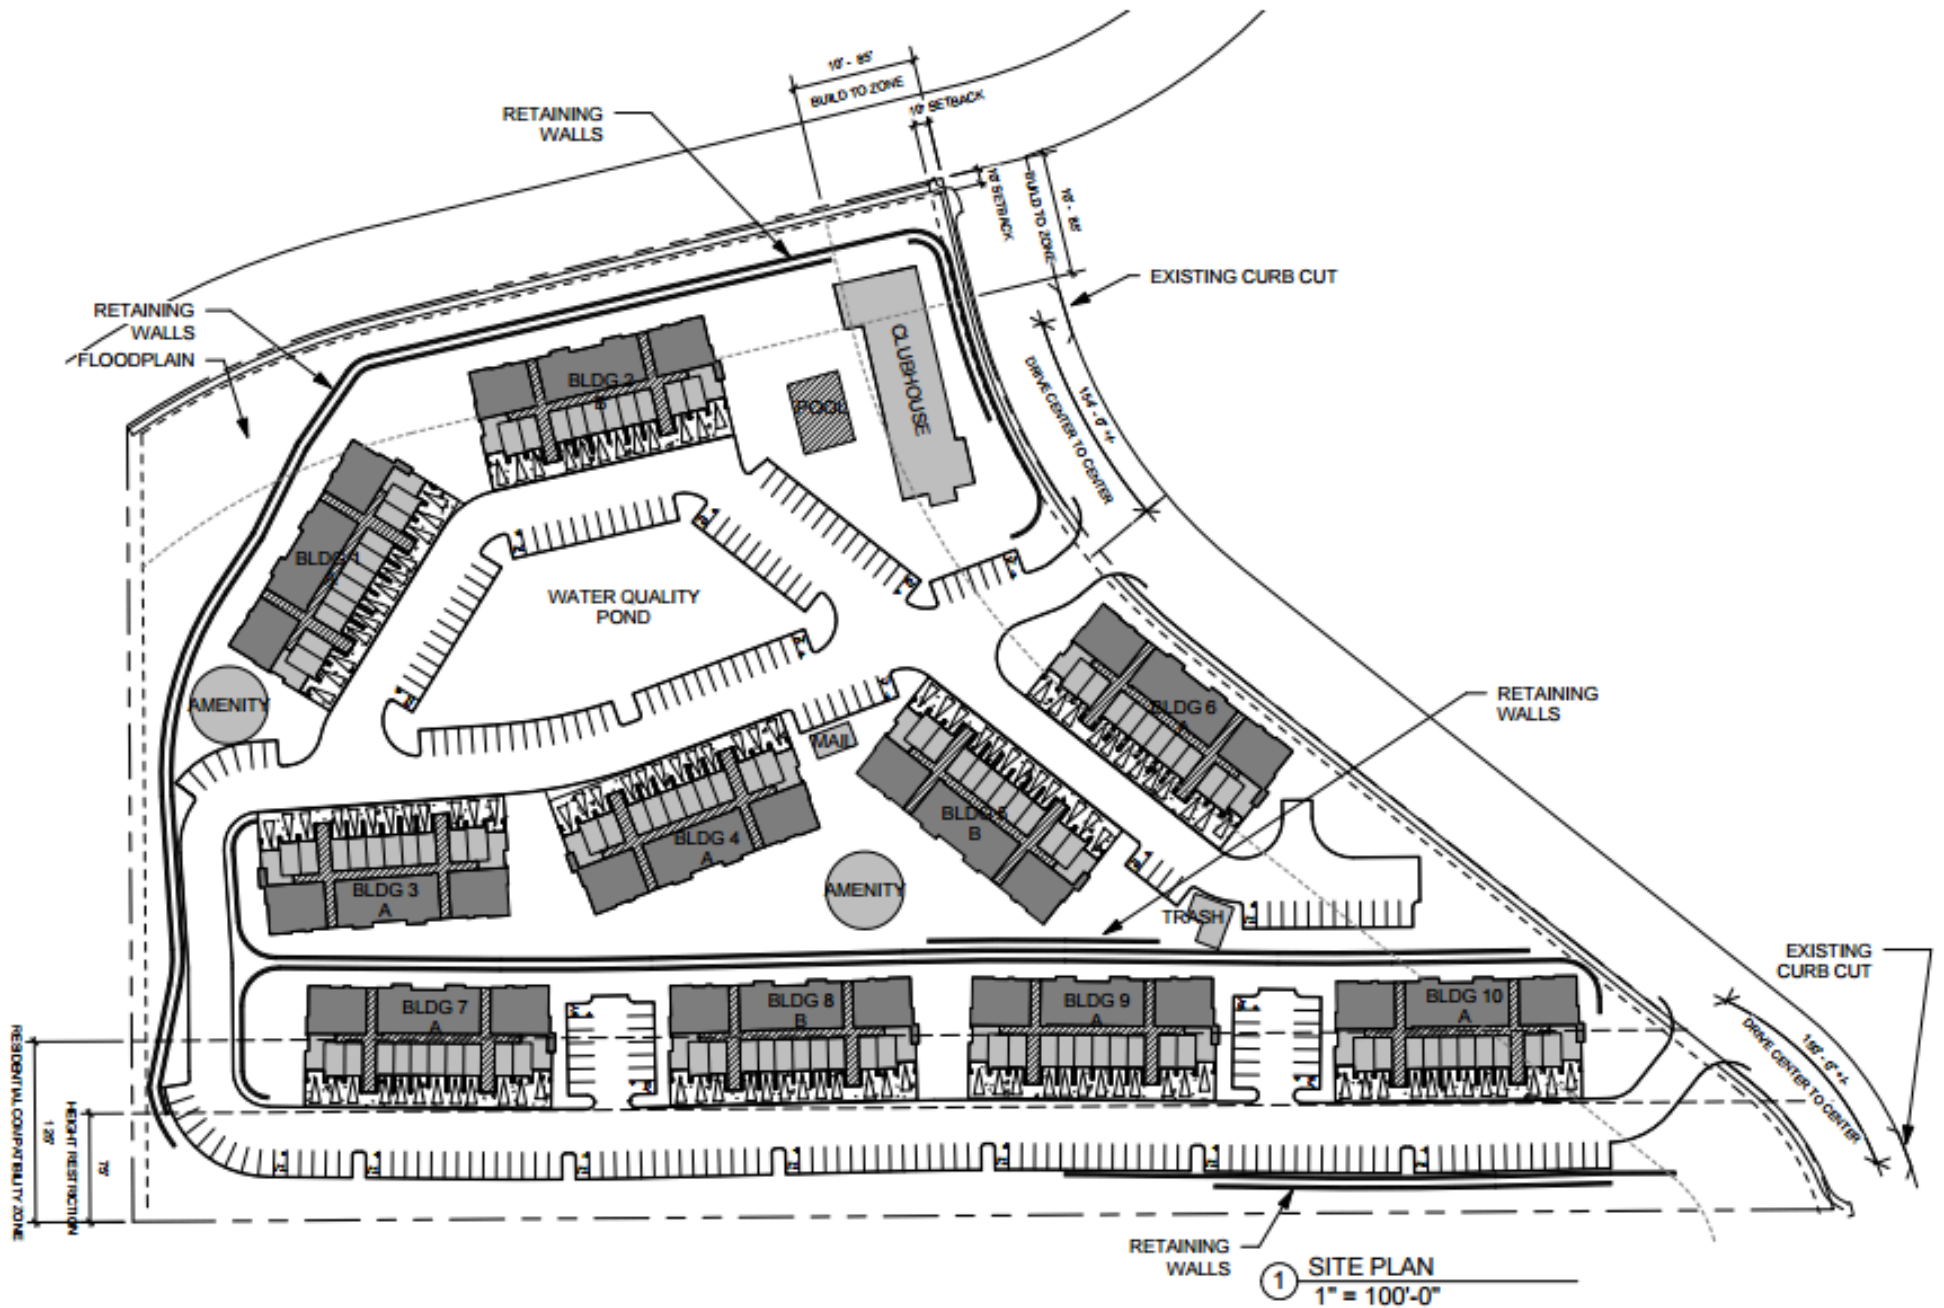 10' - 85'
BUILD TO ZONE
10' SETBACK
RETAINING
WALLS
10' SETBACK
BUILD TO ZONE
10' - 85'
EXISTING CURB CUT
RETAINING
WALLS
FLOODPLAIN
CLUBHOUSE
DRIVE CENTER TO CENTER
154' - 0" +/-
BLDG 2
B
POOL
BLDG 1
A
WATER QUALITY
POND
AMENITY
BLDG 6
A
RETAINING
WALLS
MAIL
BLDG 4
A
BLDG 5
B
BLDG 3
A
AMENITY
TRASH
EXISTING
CURB CUT
BLDG 7
A
BLDG 8
B
BLDG 9
A
BLDG 10
A
DRIVE CENTER TO CENTER
RESIDENTIAL COMPATIBILITY ZONE
HEIGHT RESTRICTION
75'
RETAINING
WALLS
1 SITE PLAN
1" = 100'-0"